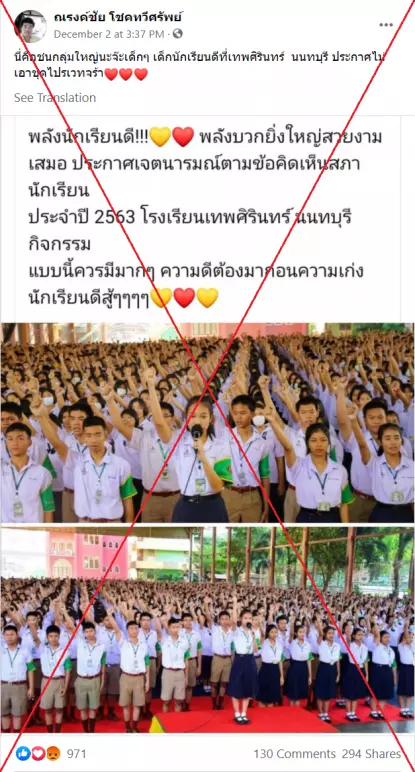 ณรงค์ชัย โชคทวีศรัพย์
December 2 at 3:37 PM ·
นี่คือชนกลุ่มใหญ่นะจ๊ะเด็กๆ เด็กนักเรียนดีที่เทพศิรินทร์ นนทบุรี ประกาศไม่
เอาชุดไปรเวทจร้า❤❤❤
See Translation
พลังนักเรียนดี!!!💛❤ พลังบวกยิ่งใหญ่สวยงาม
เสมอ ประกาศเจตนารมณ์ตามข้อคิดเห็นสภา
นักเรียน
ประจำปี 2563 โรงเรียนเทพศิรินทร์ นนทบุรี
กิจกรรม
แบบนี้ควรมีมากๆ ความดีต้องมาก่อนความเก่ง
นักเรียนดีสู้ๆๆๆๆ💛❤💛
971
130 Comments 294 Shares